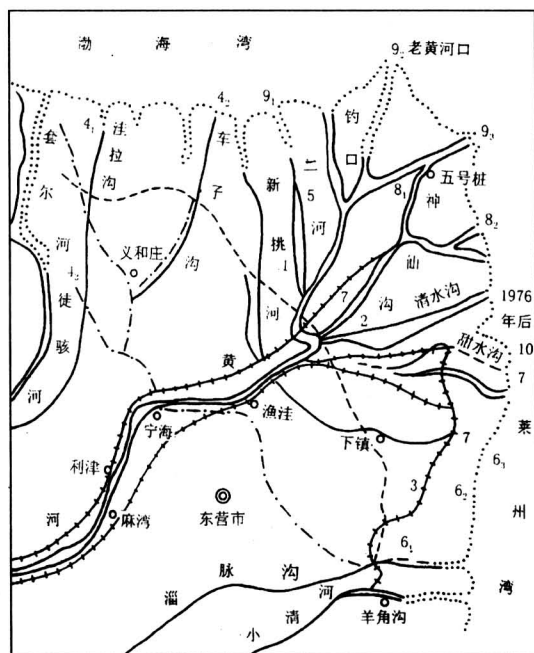 渤海湾
9₂老黄河口
4₁
洼拉沟
4₂
车子沟
9₁
新挑河
二河
5
钓口
9₃
套尔河
五号桩
8₁
神仙沟
8₂
义和庄
4₃
徒骇河
1
7
2
清水沟
1976
年后
甜水沟
10
7
黄河
渔洼
宁海
下镇
7
莱州湾
6₃
利津
3
6₂
麻湾
东营市
6₁
淄脉沟
小清河
羊角沟